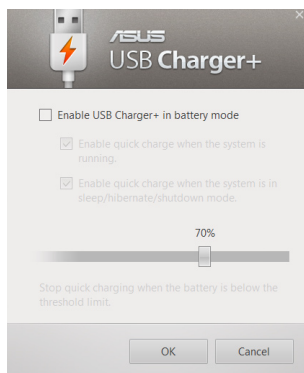 ASUS
USB Charger+
Enable USB Charger+ in battery mode
Enable quick charge when the system is
running.
Enable quick charge when the system is in
sleep/hibernate/shutdown mode.
70%
Stop quick charging when the battery is below the
threshold limit.
OK
Cancel